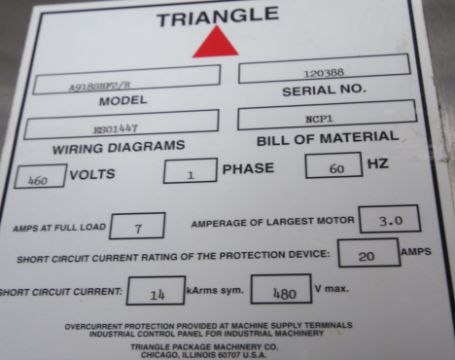 TRIANGLE
A918SHF2/R 120388
MODEL SERIAL NO.
ES01447 NCP1
WIRING DIAGRAMS BILL OF MATERIAL
460 VOLTS 1 PHASE 60 HZ
AMPS AT FULL LOAD 7 AMPERAGE OF LARGEST MOTOR 3.0
SHORT CIRCUIT CURRENT RATING OF THE PROTECTION DEVICE: 20 AMPS
SHORT CIRCUIT CURRENT: 14 kArms sym. 480 V max.
OVERCURRENT PROTECTION PROVIDED AT MACHINE SUPPLY TERMINALS
INDUSTRIAL CONTROL PANEL FOR INDUSTRIAL MACHINERY
TRIANGLE PACKAGE MACHINERY CO.
CHICAGO, ILLINOIS 60707 U.S.A.